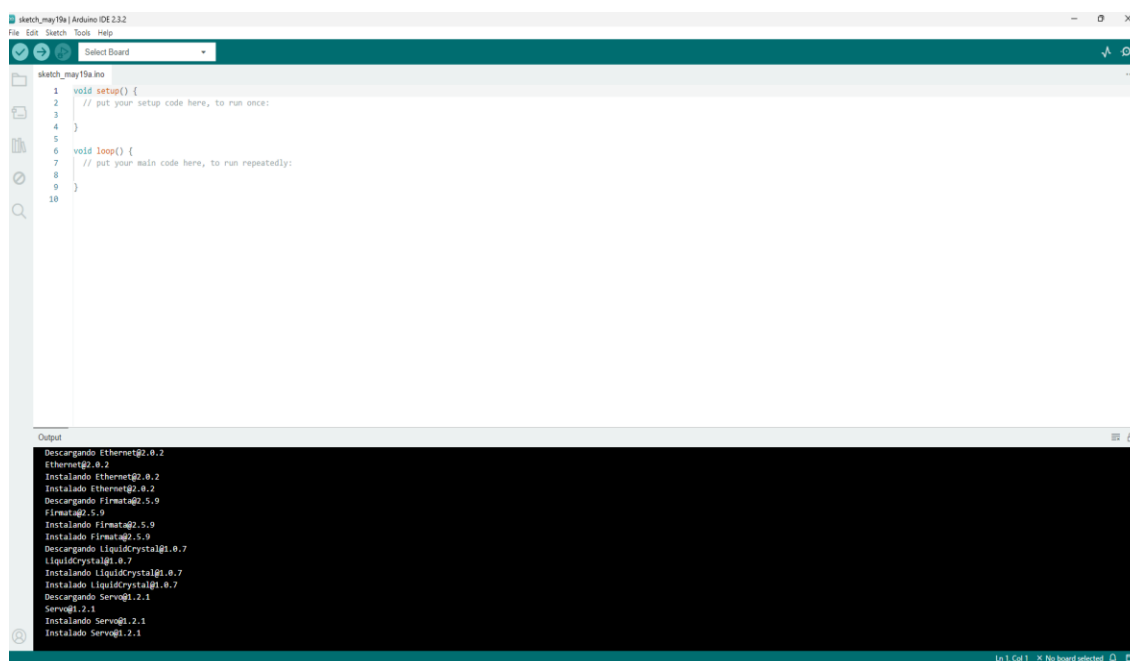 sketch_may19a | Arduino IDE 2.3.2
File Edit Sketch Tools Help
Select Board
sketch_may19a.ino
1 void setup() {
2 // put your setup code here, to run once:
3
4 }
5
6 void loop() {
7 // put your main code here, to run repeatedly:
8
9 }
10
Output
Descargando Ethernet@2.0.2
Ethernet@2.0.2
Instalando Ethernet@2.0.2
Instalado Ethernet@2.0.2
Descargando Firmata@2.5.9
Firmata@2.5.9
Instalando Firmata@2.5.9
Instalado Firmata@2.5.9
Descargando LiquidCrystal@1.0.7
LiquidCrystal@1.0.7
Instalando LiquidCrystal@1.0.7
Instalado LiquidCrystal@1.0.7
Descargando Servo@1.2.1
Servo@1.2.1
Instalando Servo@1.2.1
Instalado Servo@1.2.1
Ln 1, Col 1 × No board selected